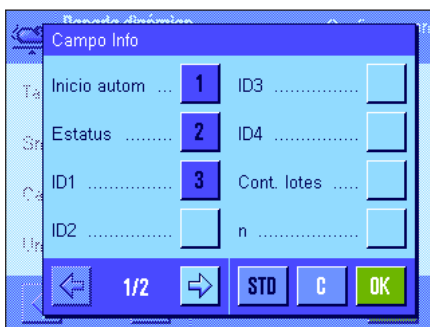 Campo Info
Inicio autom ... 1
ID3 ................
Estatus ......... 2
ID4 ................
ID1 ................ 3
Cont. lotes .....
ID2 ................
n ...................
1/2
STD
C
OK